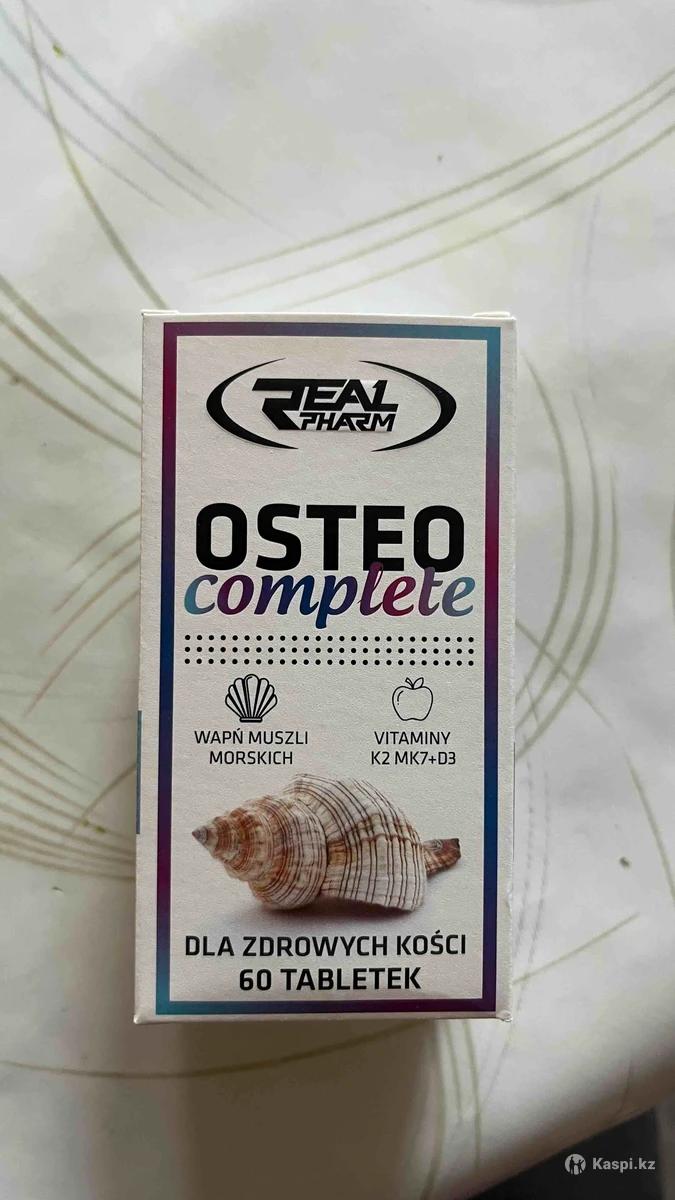 REAL
PHARM
OSTEO
complete
WAPŃ MUSZLI
MORSKICH
VITAMINY
K2 MK7+D3
DLA ZDROWYCH KOŚCI
60 TABLETEK
Kaspi.kz